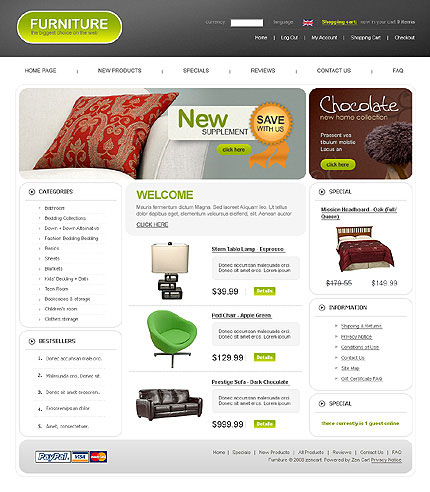 FURNITURE
the biggest choice on the web
Currency
language:
Shopping cart: now in your cart 0 items
Home | Log Out | My Account | Shopping Cart | Checkout
HOME PAGE | NEW PRODUCTS | SPECIALS | REVIEWS | CONTACT US | FAQ
New
SUPPLEMENT
SAVE
WITH US
click here
Chocolate
new home collection
Praesent ves
tibulum molstie
Lacus an
click here
CATEGORIES
Bathroom
Bedding Collections
Down + Down Alternative
Fashion Bedding Bedding
Basics
Sheets
Blankets
Kids' Bedding + Bath
Teen Room
Bookcases & storage
Children's room
Clothes storage
BESTSELLERS
1. Donec accumsan male orci.
2. Malesuada orci. Donec sit.
3. Donec sit amet eros lorem.
4.
5. Amet, consectetuer.
WELCOME
Mauris fermentum dictum Magna. Sed laoreet Aliquam leo. Ut tellus
dolor dapibus eget, elementum vel, cursus eleifend, elit. Aenean auctor
CLICK HERE
Stem Table Lamp - Espresso
Donec accumsan malesuada orci.
Donec sit amet eros. Lorem ipsum
$39.99 Details
Pod Chair - Apple Green
Donec accumsan malesuada orci.
Donec sit amet eros. Lorem ipsum
$129.99 Details
Prestige Sofa - Dark Chocolate
Donec accumsan malesuada orci.
Donec sit amet eros. Lorem ipsum
$999.99 Details
SPECIAL
Mission Headboard - Oak (Full/
Queen)
$179.55 $149.99
INFORMATION
Shipping & Returns
Privacy Notice
Conditions of Use
Contact Us
Site Map
Gift Certificate FAQ
SPECIAL
There currently is 1 guest online
PayPal VISA
Home | Specials | New Products | All Products | Reviews | Contact Us | FAQ
Furniture © 2008 zencart. Powered by Zen Cart Privacy Notice